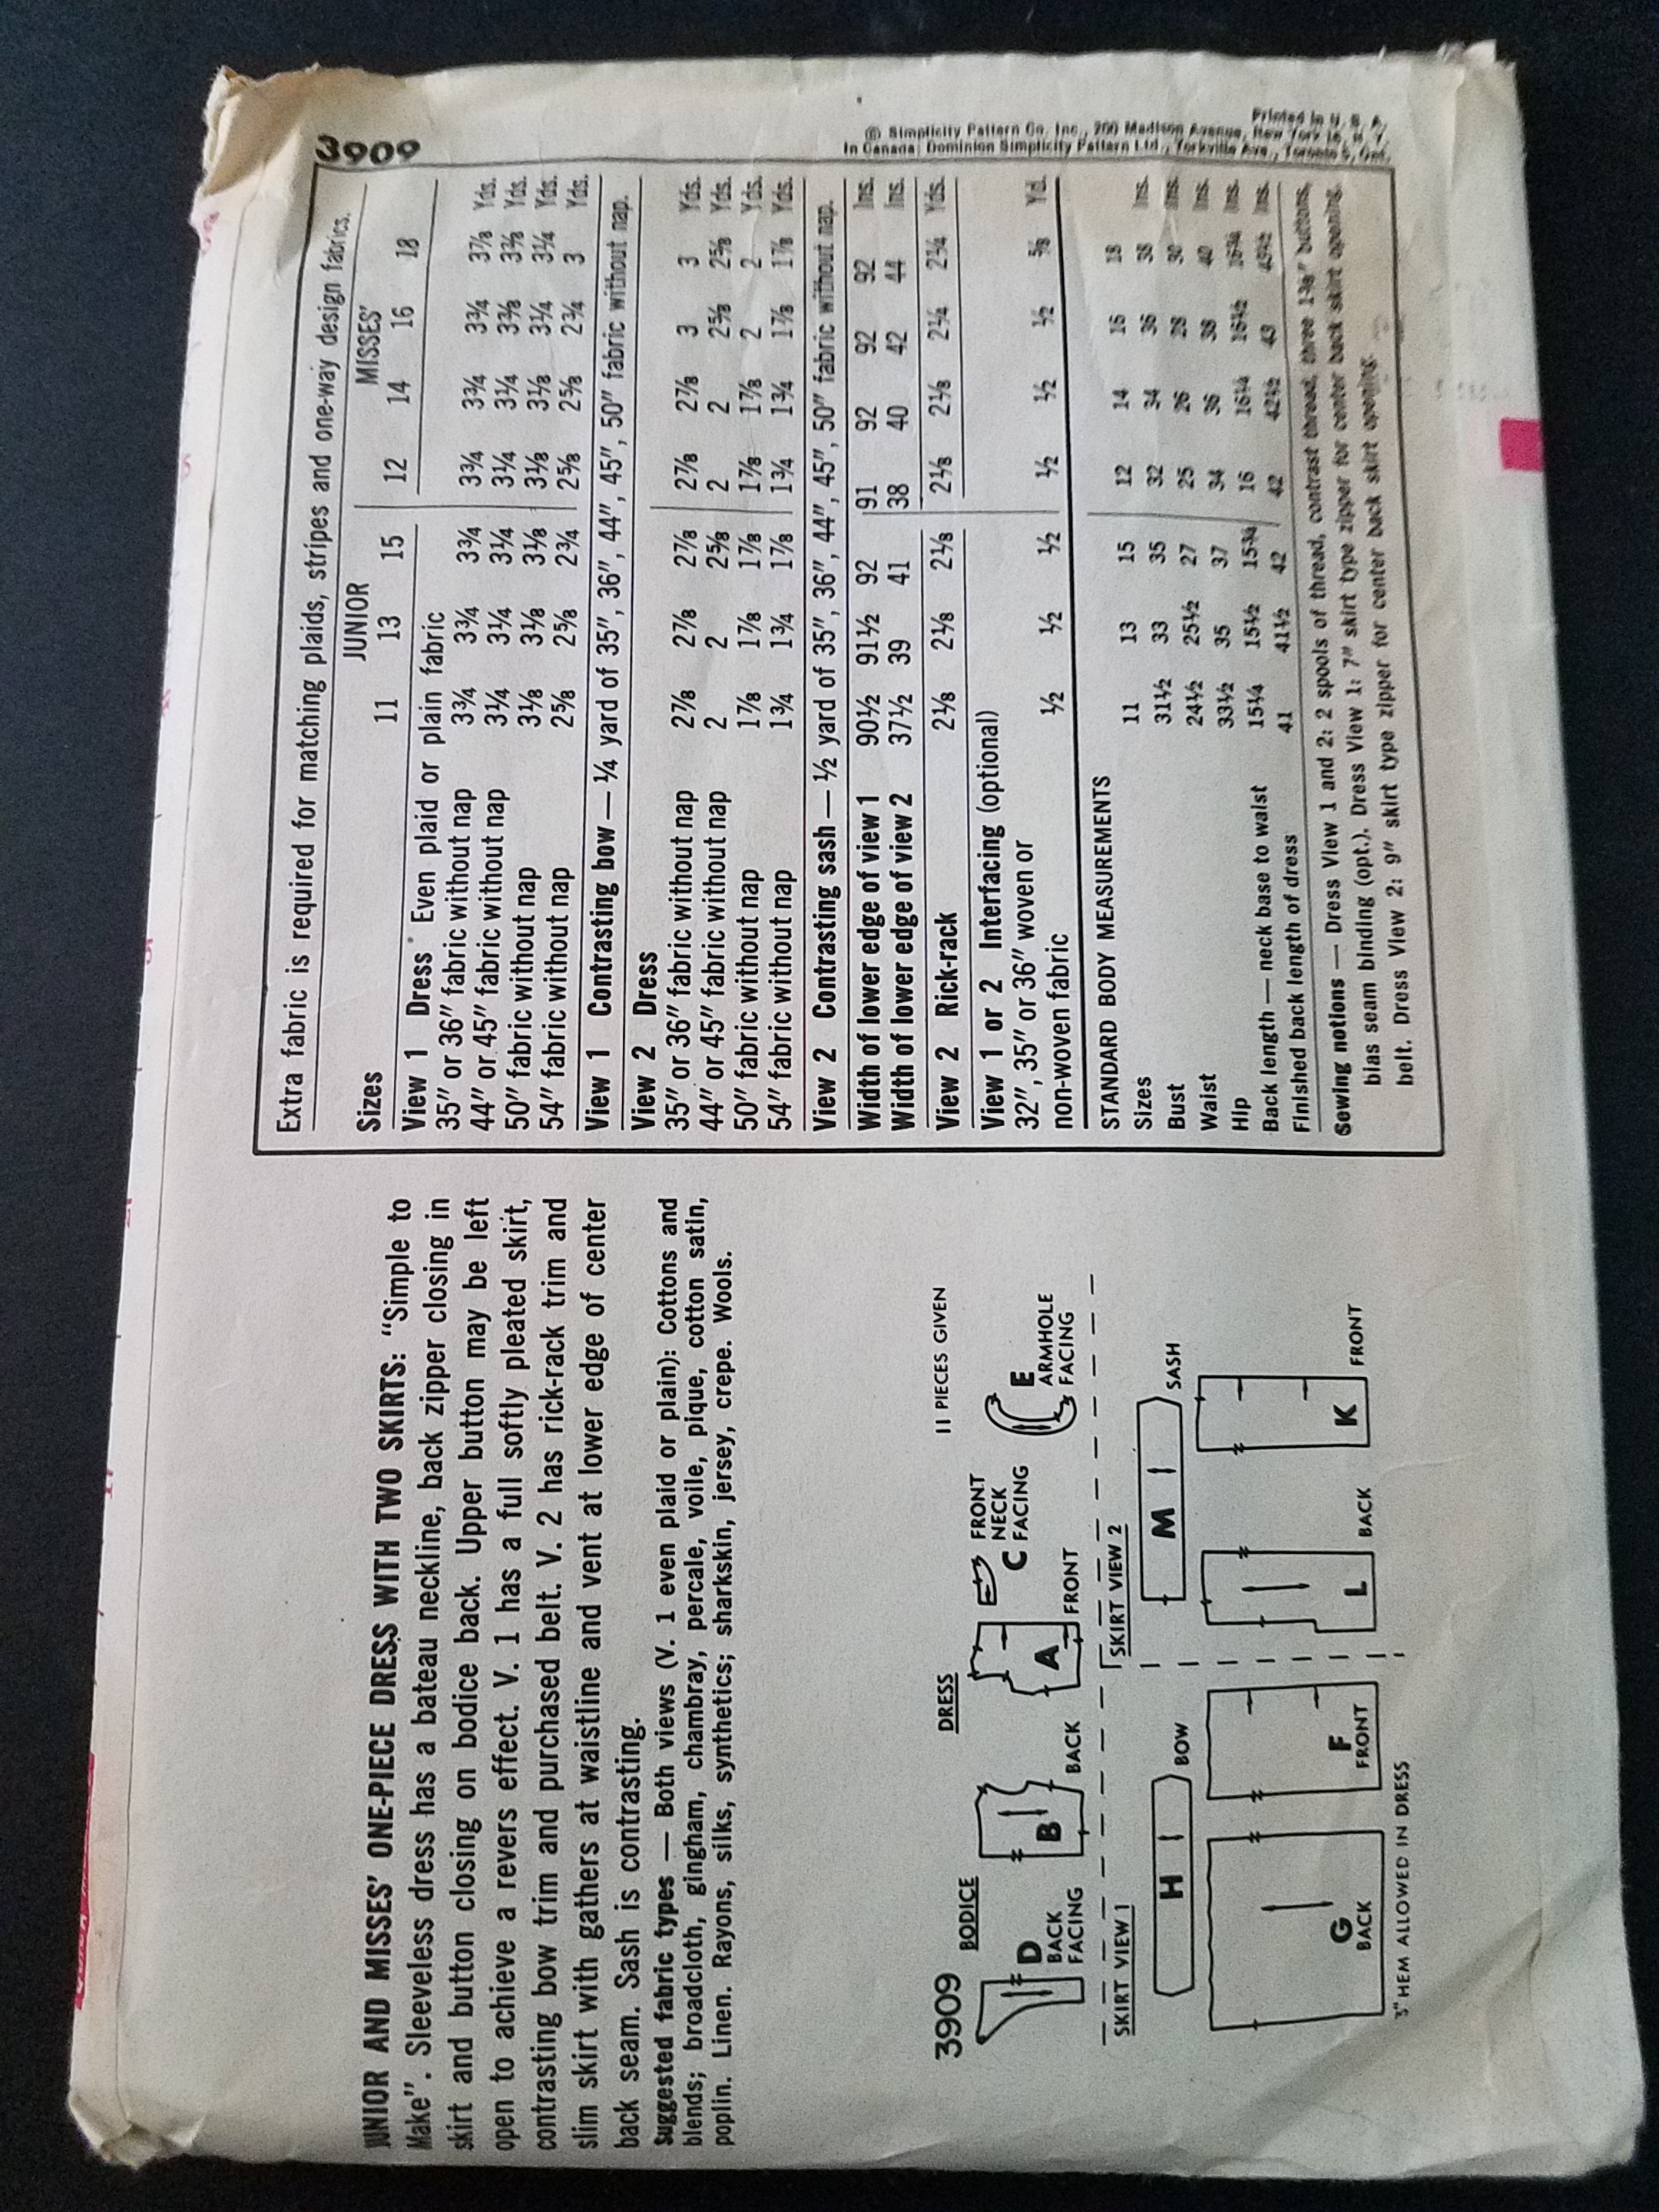 JUNIOR AND MISSES' ONE-PIECE DRESS WITH TWO SKIRTS: "Simple to
Make". Sleeveless dress has a bateau neckline, back zipper closing in
skirt and button closing on bodice back. Upper button may be left
open to achieve a revers effect. V. 1 has a full softly pleated skirt,
contrasting bow trim and purchased belt. V. 2 has rick-rack trim and
slim skirt with gathers at waistline and vent at lower edge of center
back seam. Sash is contrasting.
Suggested fabric types — Both views (V. 1 even plaid or plain): Cottons and
blends; broadcloth, gingham, chambray, percale, voile, pique, cotton satin,
poplin. Linen. Rayons, silks, synthetics; sharkskin, jersey, crepe. Wools.
3909 DRESS 11 PIECES GIVEN
BODICE
D BACK FACING
B BACK
A FRONT
C FRONT NECK FACING
E ARMHOLE FACING
SKIRT VIEW 1
H BOW
G BACK
F FRONT
SKIRT VIEW 2
M SASH
L BACK
K FRONT
3" HEM ALLOWED IN DRESS
3909
Extra fabric is required for matching plaids, stripes and one-way design fabrics.
JUNIOR MISSES'
Sizes 11 13 15 12 14 16 18
View 1 Dress Even plaid or plain fabric
35" or 36" fabric without nap 3¾ 3¾ 3¾ 3¾ 3¾ 3¾ 3⅞ Yds.
44" or 45" fabric without nap 3¼ 3¼ 3¼ 3¼ 3¼ 3⅜ 3⅜ Yds.
50" fabric without nap 3⅛ 3⅛ 3⅛ 3⅛ 3⅛ 3¼ 3¼ Yds.
54" fabric without nap 2⅝ 2⅝ 2¾ 2⅝ 2⅝ 2¾ 3 Yds.
View 1 Contrasting bow — ¼ yard of 35", 36", 44", 45", 50" fabric without nap.
View 2 Dress
35" or 36" fabric without nap 2⅞ 2⅞ 2⅞ 2⅞ 2⅞ 3 3 Yds.
44" or 45" fabric without nap 2 2 2⅝ 2 2 2⅝ 2⅝ Yds.
50" fabric without nap 1⅞ 1⅞ 1⅞ 1⅞ 1⅞ 2 2 Yds.
54" fabric without nap 1¾ 1¾ 1⅞ 1¾ 1¾ 1⅞ 1⅞ Yds.
View 2 Contrasting sash — ½ yard of 35", 36", 44", 45", 50" fabric without nap.
Width of lower edge of view 1 90½ 91½ 92 91 92 92 92 Ins.
Width of lower edge of view 2 37½ 39 41 38 40 42 44 Ins.
View 2 Rick-rack 2⅛ 2⅛ 2⅛ 2⅛ 2⅛ 2¼ 2¼ Yds.
View 1 or 2 Interfacing (optional)
32", 35" or 36" woven or
non-woven fabric ½ ½ ½ ½ ½ ½ ⅝ Yd.
STANDARD BODY MEASUREMENTS
Sizes 11 13 15 12 14 16 18
Bust 31½ 33 35 32 34 36 38 Ins.
Waist 24½ 25½ 27 25 26 28 30 Ins.
Hip 33½ 35 37 34 36 38 40 Ins.
Back length — neck base to waist 15¼ 15½ 15¾ 16 16¼ 16½ 16¾ Ins.
Finished back length of dress 41 41½ 42 42 42½ 43 43½ Ins.
Sewing notions — Dress View 1 and 2: 2 spools of thread, contrast thread, three 1⅛" buttons,
bias seam binding (opt.). Dress View 1: 7" skirt type zipper for center back skirt opening,
belt. Dress View 2: 9" skirt type zipper for center back skirt opening.
© Simplicity Pattern Co. Inc., 200 Madison Avenue, New York 16, N. Y.
In Canada: Dominion Simplicity Pattern Ltd., Yorkville Ave., Toronto 5, Ont.
Printed in U. S. A.